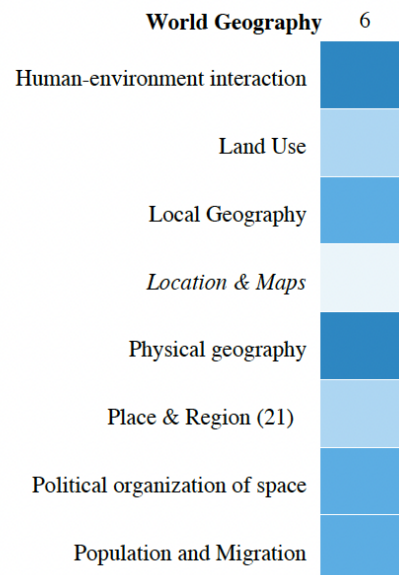 World Geography 6
Human-environment interaction
Land Use
Local Geography
Location & Maps
Physical geography
Place & Region (21)
Political organization of space
Population and Migration